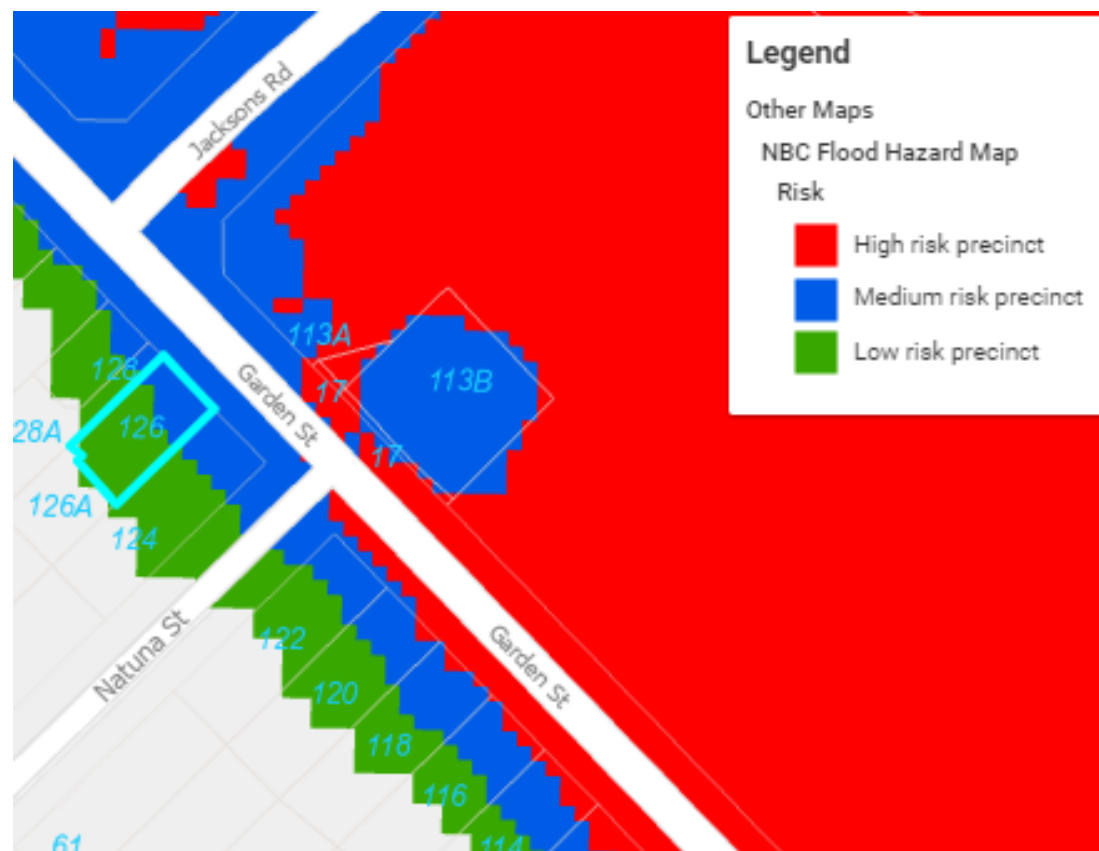 Legend
Other Maps
NBC Flood Hazard Map
Risk
High risk precinct
Medium risk precinct
Low risk precinct
Jacksons Rd
113A
17
113B
Garden St
128
126
28A
17
126A
124
Natuna St
122
Garden St
120
118
116
114
61